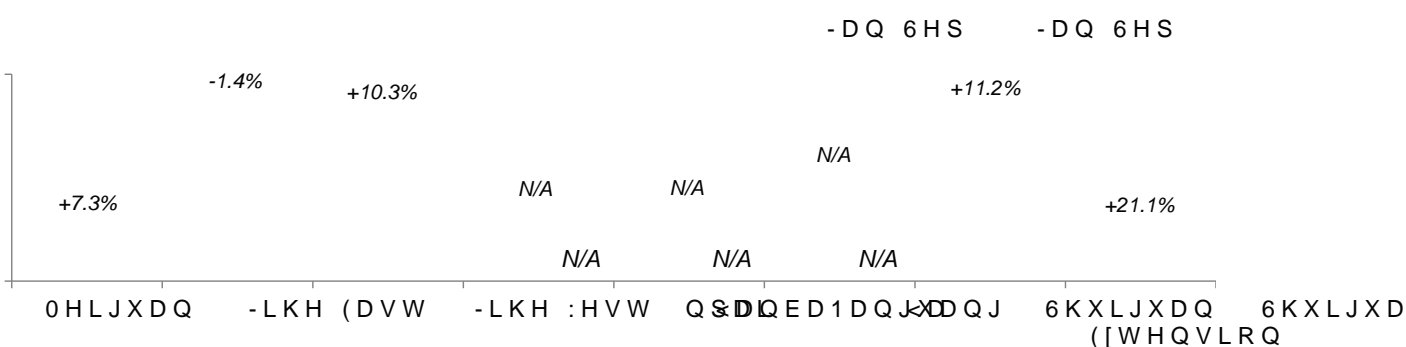 -DQ 6HS -DQ 6HS
-1.4%
+10.3%
+11.2%
N/A
N/A N/A
+7.3%
+21.1%
N/A N/A N/A
0HLJXDQ -LKH (DVW -LKH :HVW 6KXLJXDQ 6KXLJXD
([WHQVLRQ